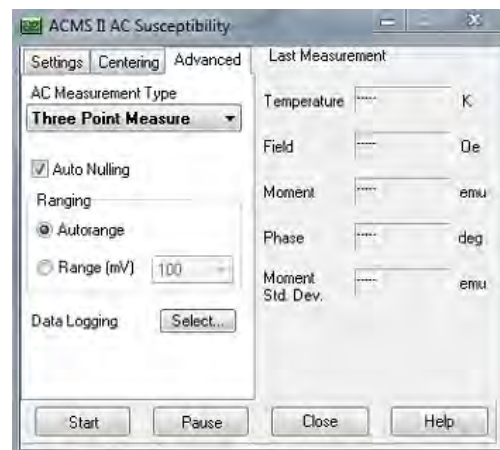 ACMS II AC Susceptibility
Settings Centering Advanced
AC Measurement Type
Three Point Measure
Auto Nulling
Ranging
Autorange
Range (mV) 100
Data Logging Select...
Last Measurement
Temperature ----- K
Field ----- Oe
Moment ----- emu
Phase ----- deg
Moment
Std. Dev. ----- emu
Start Pause Close Help